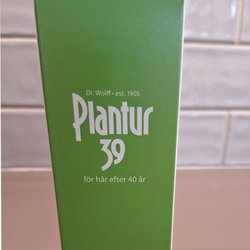 Dr. Wolff • est. 1905
Plantur
39
för hår efter 40 år